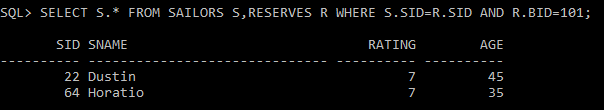 SQL> SELECT S.* FROM SAILORS S,RESERVES R WHERE S.SID=R.SID AND R.BID=101;
SID SNAME RATING AGE
---------- ------------------------------ ---------- ----------
22 Dustin 7 45
64 Horatio 7 35